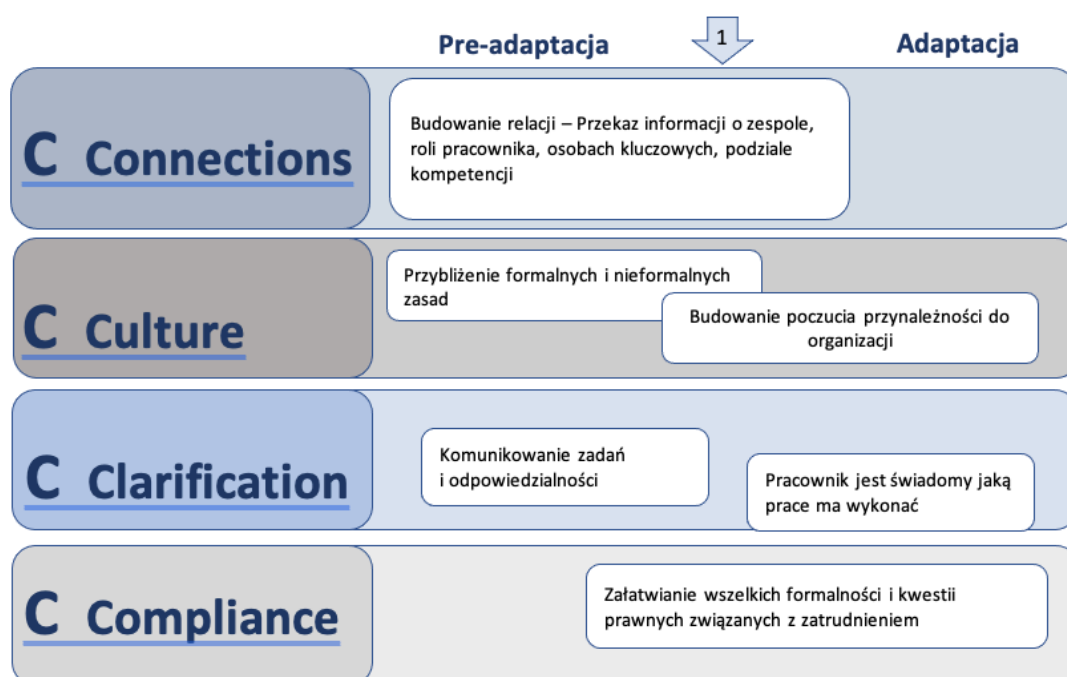 Pre-adaptacja
1
Adaptacja
C Connections
Budowanie relacji – Przekaz informacji o zespole,
roli pracownika, osobach kluczowych, podziale
kompetencji
C Culture
Przybliżenie formalnych i nieformalnych
zasad
Budowanie poczucia przynależności do
organizacji
C Clarification
Komunikowanie zadań
i odpowiedzialności
Pracownik jest świadomy jaką
prace ma wykonać
C Compliance
Załatwianie wszelkich formalności i kwestii
prawnych związanych z zatrudnieniem